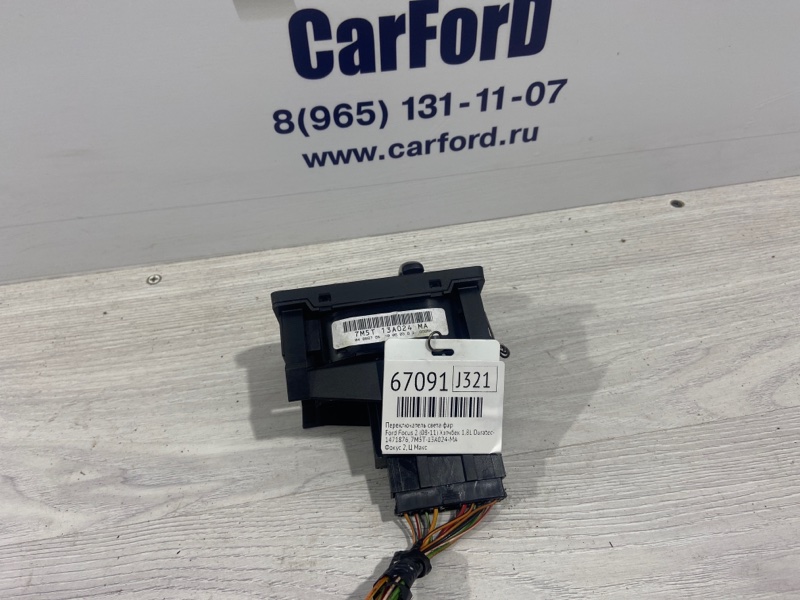 CarForD
8(965) 131-11-07
www.carford.ru
7M5T 13A024 MA
67091 J321
Переключатель света фар
Ford Focus 2 (08-11) Хэтчбек 1.8L Duratec-
1471876, 7M5T-13A024-MA
Фокус 2, Ц Макс